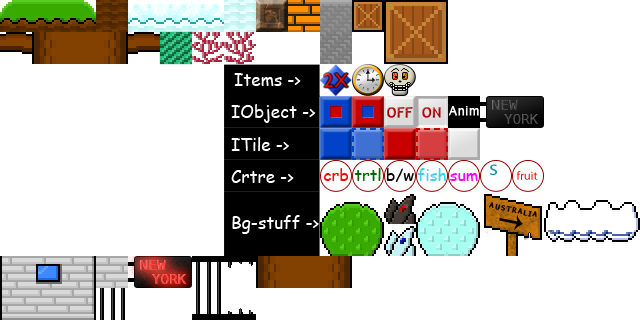 Items -> 2X
IObject -> OFF ON Anim NEW
YORK
ITile ->
Crtre -> crb trtl b/w fish sum S fruit
Bg-stuff -> AUSTRALIA
NEW
YORK